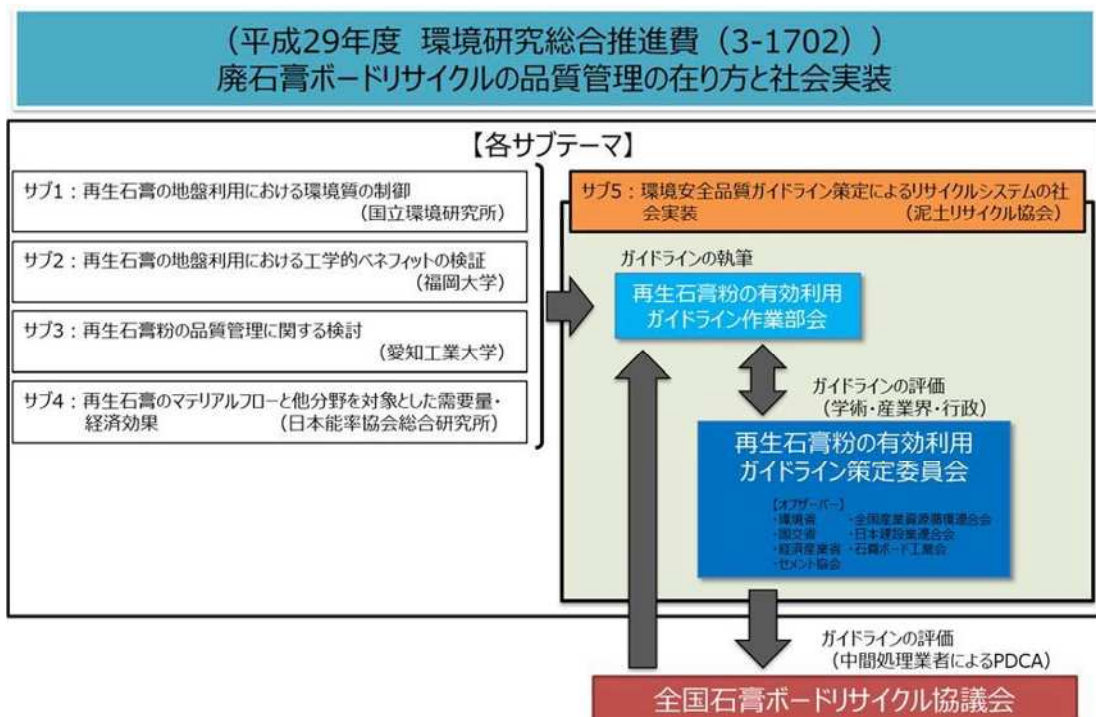 (平成29年度 環境研究総合推進費(3-1702))
廃石膏ボードリサイクルの品質管理の在り方と社会実装
【各サブテーマ】
サブ1:再生石膏の地盤利用における環境質の制御
(国立環境研究所)
サブ2:再生石膏の地盤利用における工学的ベネフィットの検証
(福岡大学)
サブ3:再生石膏粉の品質管理に関する検討
(愛知工業大学)
サブ4:再生石膏のマテリアルフローと他分野を対象とした需要量・
経済効果 (日本能率協会総合研究所)
サブ5:環境安全品質ガイドライン策定によるリサイクルシステムの社
会実装 (泥土リサイクル協会)
ガイドラインの執筆
再生石膏粉の有効利用
ガイドライン作業部会
ガイドラインの評価
(学術・産業界・行政)
再生石膏粉の有効利用
ガイドライン策定委員会
【オブザーバー】
・環境省 ・全国産業資源循環連合会
・国交省 ・日本建設業連合会
・経済産業省 ・石膏ボード工業会
・セメント協会
ガイドラインの評価
(中間処理業者によるPDCA)
全国石膏ボードリサイクル協議会